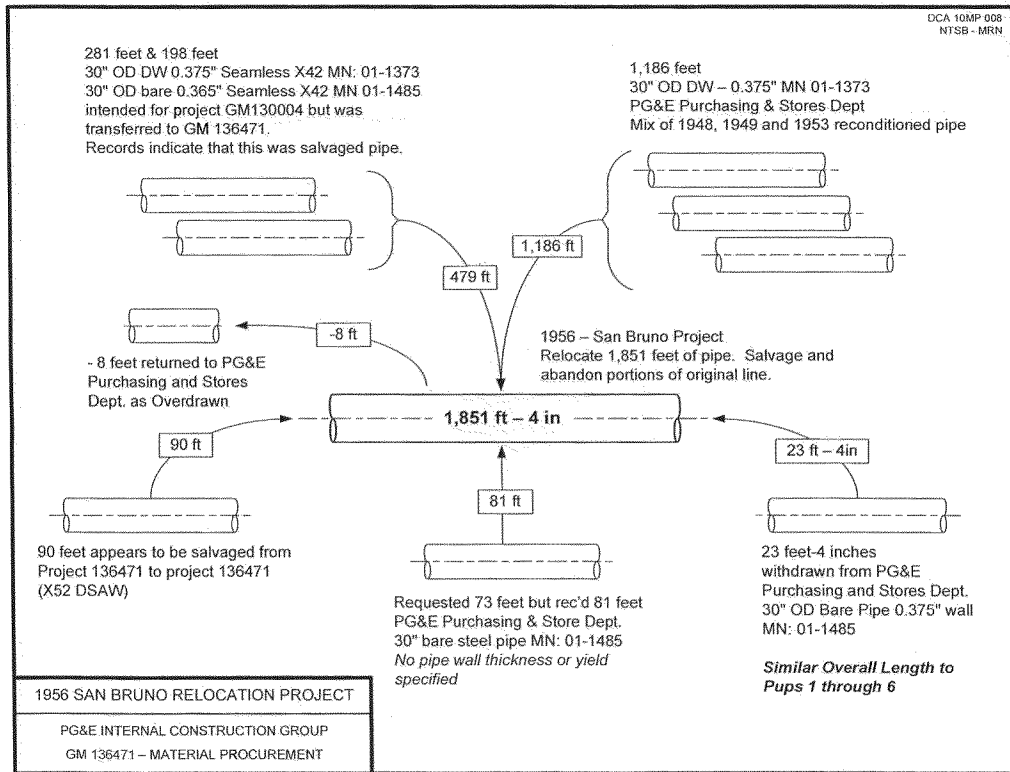 DCA 10MP 008
NTSB - MRN
281 feet & 198 feet
30" OD DW 0.375" Seamless X42 MN: 01-1373
30" OD bare 0.365" Seamless X42 MN 01-1485
intended for project GM130004 but was
transferred to GM 136471.
Records indicate that this was salvaged pipe.
1,186 feet
30" OD DW – 0.375" MN 01-1373
PG&E Purchasing & Stores Dept
Mix of 1948, 1949 and 1953 reconditioned pipe
479 ft
1,186 ft
-8 ft
- 8 feet returned to PG&E
Purchasing and Stores
Dept. as Overdrawn
1956 – San Bruno Project
Relocate 1,851 feet of pipe. Salvage and
abandon portions of original line.
1,851 ft – 4 in
90 ft
90 feet appears to be salvaged from
Project 136471 to project 136471
(X52 DSAW)
81 ft
Requested 73 feet but rec'd 81 feet
PG&E Purchasing & Store Dept.
30" bare steel pipe MN: 01-1485
No pipe wall thickness or yield
specified
23 ft – 4in
23 feet-4 inches
withdrawn from PG&E
Purchasing and Stores Dept.
30" OD Bare Pipe 0.375" wall
MN: 01-1485
Similar Overall Length to
Pups 1 through 6
1956 SAN BRUNO RELOCATION PROJECT
PG&E INTERNAL CONSTRUCTION GROUP
GM 136471 – MATERIAL PROCUREMENT